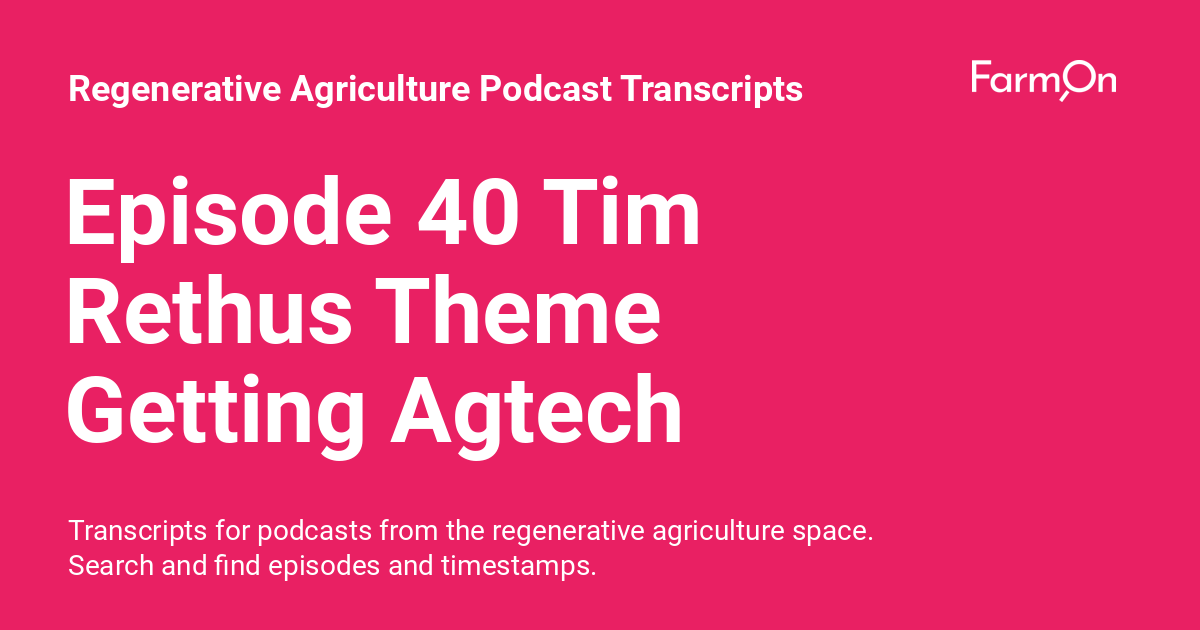 Regenerative Agriculture Podcast Transcripts
FarmOn
Episode 40 Tim
Rethus Theme
Getting Agtech
Transcripts for podcasts from the regenerative agriculture space.
Search and find episodes and timestamps.